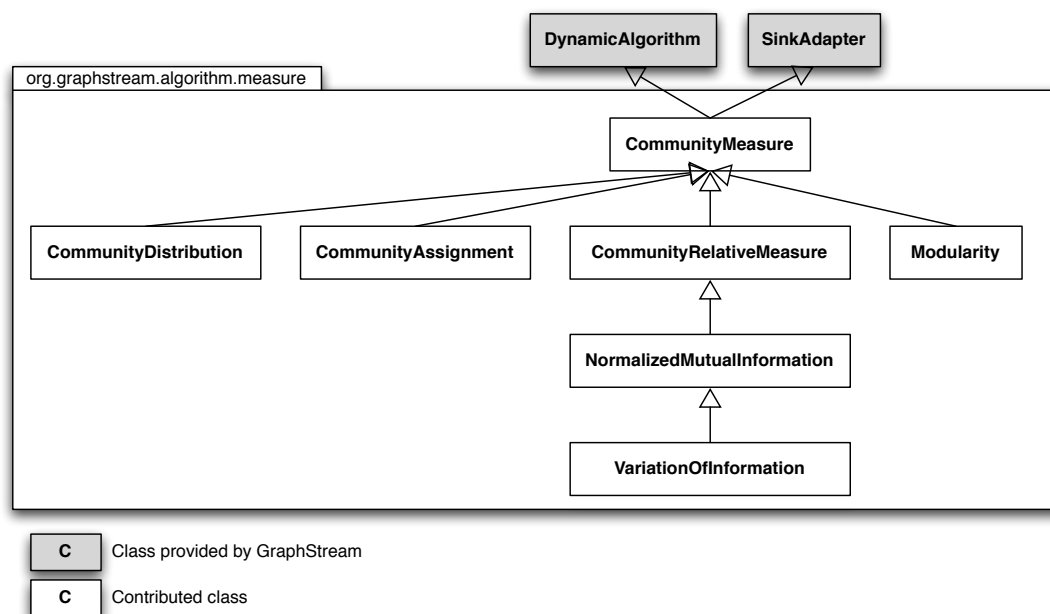 DynamicAlgorithm
SinkAdapter
org.graphstream.algorithm.measure
CommunityMeasure
CommunityDistribution
CommunityAssignment
CommunityRelativeMeasure
Modularity
NormalizedMutualInformation
VariationOfInformation
C Class provided by GraphStream
C Contributed class